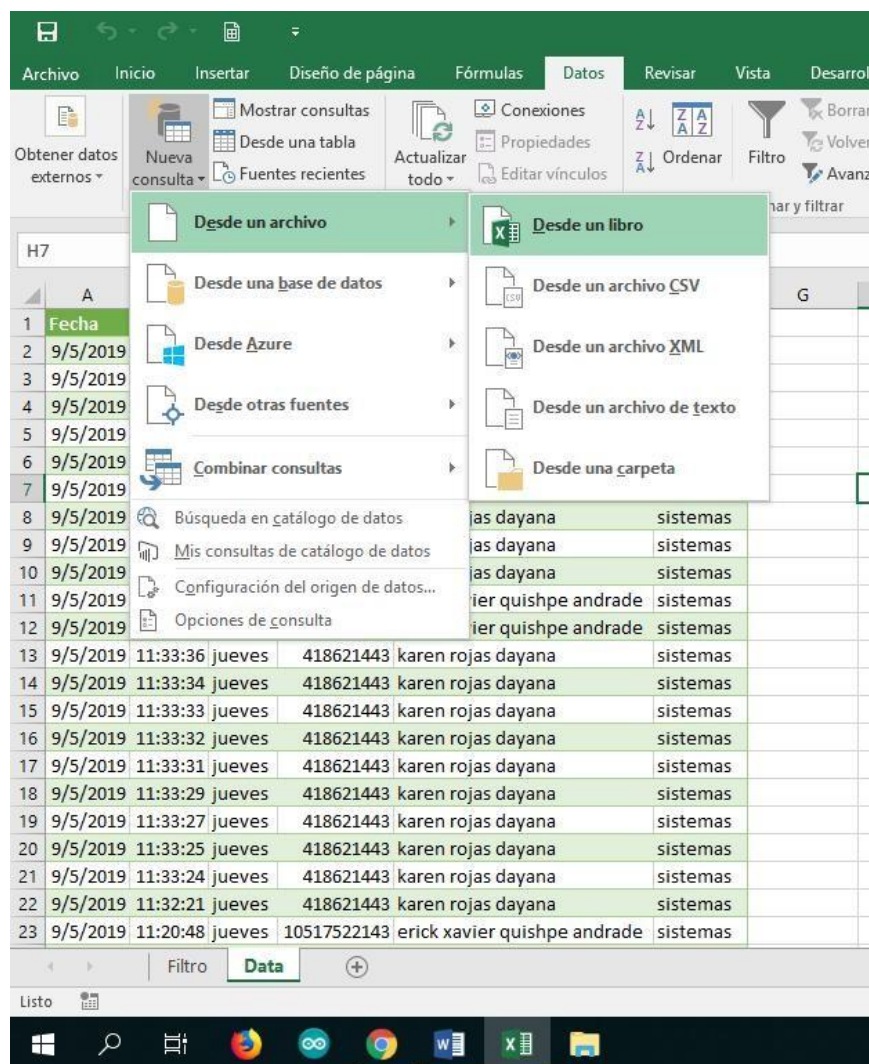 Archivo Inicio Insertar Diseño de página Fórmulas Datos Revisar Vista Desarrol
Obtener datos externos
Nueva consulta
Mostrar consultas
Desde una tabla
Fuentes recientes
Actualizar todo
Conexiones
Propiedades
Editar vínculos
Ordenar
Filtro
Borrar
Volver
Avanz
nar y filtrar
Desde un archivo
Desde una base de datos
Desde Azure
Desde otras fuentes
Combinar consultas
Búsqueda en catálogo de datos
Mis consultas de catálogo de datos
Configuración del origen de datos...
Opciones de consulta
Desde un libro
Desde un archivo CSV
Desde un archivo XML
Desde un archivo de texto
Desde una carpeta
H7
A G
1 Fecha
2 9/5/2019
3 9/5/2019
4 9/5/2019
5 9/5/2019
6 9/5/2019
7 9/5/2019
8 9/5/2019 jas dayana sistemas
9 9/5/2019 jas dayana sistemas
10 9/5/2019 jas dayana sistemas
11 9/5/2019 ier quishpe andrade sistemas
12 9/5/2019 ier quishpe andrade sistemas
13 9/5/2019 11:33:36 jueves 418621443 karen rojas dayana sistemas
14 9/5/2019 11:33:34 jueves 418621443 karen rojas dayana sistemas
15 9/5/2019 11:33:33 jueves 418621443 karen rojas dayana sistemas
16 9/5/2019 11:33:32 jueves 418621443 karen rojas dayana sistemas
17 9/5/2019 11:33:31 jueves 418621443 karen rojas dayana sistemas
18 9/5/2019 11:33:29 jueves 418621443 karen rojas dayana sistemas
19 9/5/2019 11:33:27 jueves 418621443 karen rojas dayana sistemas
20 9/5/2019 11:33:25 jueves 418621443 karen rojas dayana sistemas
21 9/5/2019 11:33:24 jueves 418621443 karen rojas dayana sistemas
22 9/5/2019 11:32:21 jueves 418621443 karen rojas dayana sistemas
23 9/5/2019 11:20:48 jueves 10517522143 erick xavier quishpe andrade sistemas
Filtro Data
Listo